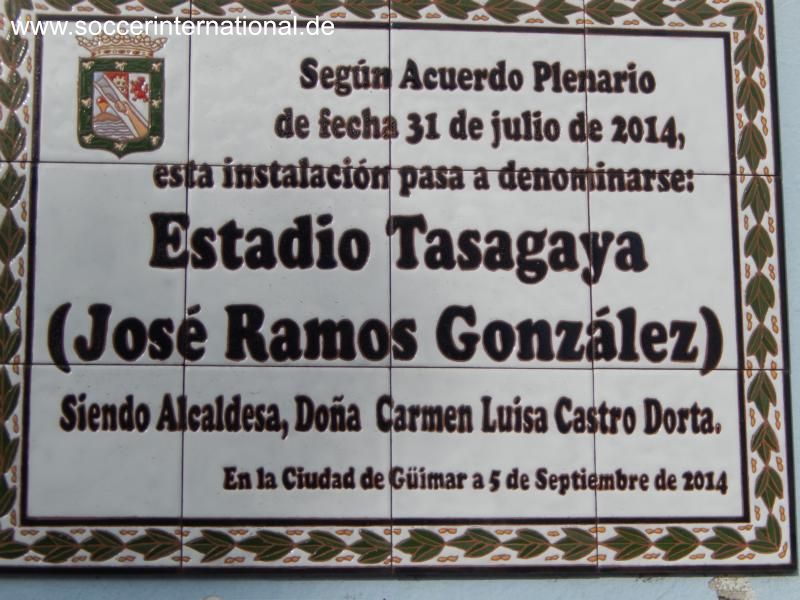 www.soccerinternational.de
Según Acuerdo Plenario
de fecha 31 de julio de 2014,
esta instalación pasa a denominarse:
Estadio Tasagaya
(José Ramos González)
Siendo Alcaldesa, Doña Carmen Luisa Castro Dorta.
En la Ciudad de Güimar a 5 de Septiembre de 2014